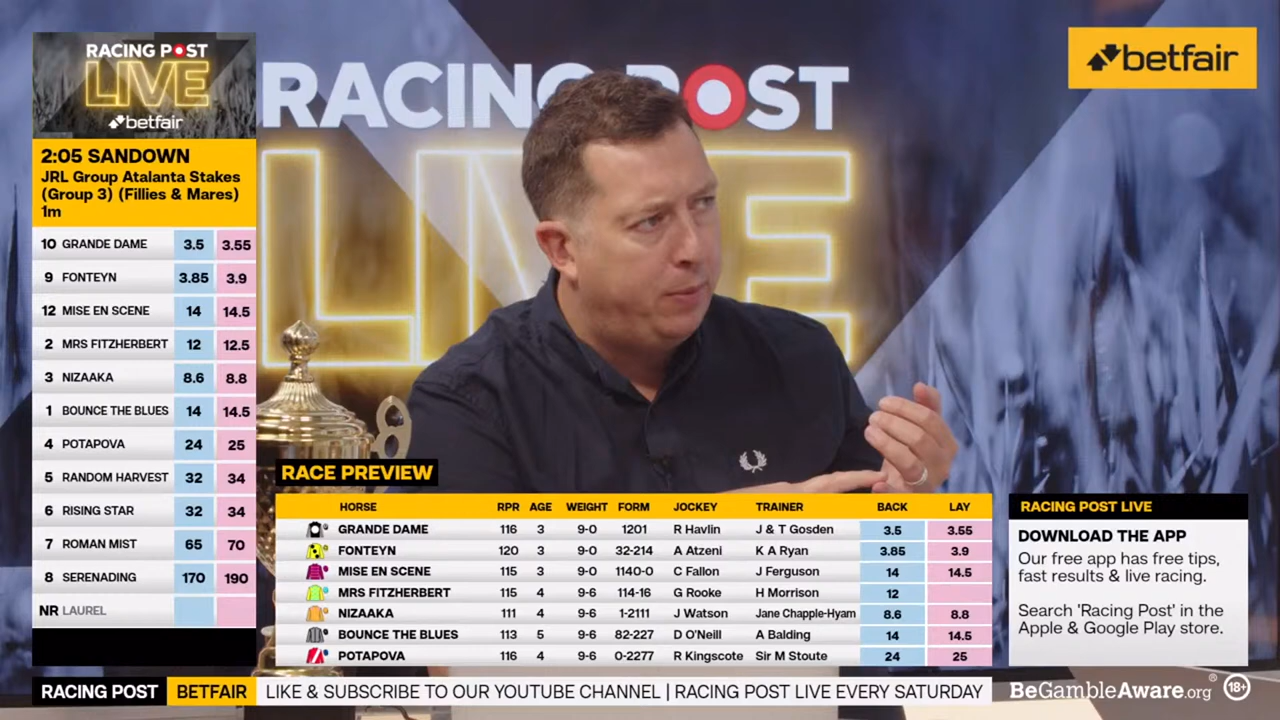 RACING POST
LIVE
betfair
2:05 SANDOWN
JRL Group Atalanta Stakes
(Group 3) (Fillies & Mares)
1m
10 GRANDE DAME 3.5 3.55
9 FONTEYN 3.85 3.9
12 MISE EN SCENE 14 14.5
2 MRS FITZHERBERT 12 12.5
3 NIZAAKA 8.6 8.8
1 BOUNCE THE BLUES 14 14.5
4 POTAPOVA 24 25
5 RANDOM HARVEST 32 34
6 RISING STAR 32 34
7 ROMAN MIST 65 70
8 SERENADING 170 190
NR LAUREL
RACING POST
LIVE
betfair
8
RACE PREVIEW
HORSE RPR AGE WEIGHT FORM JOCKEY TRAINER BACK LAY
GRANDE DAME 116 3 9-0 1201 R Havlin J & T Gosden 3.5 3.55
FONTEYN 120 3 9-0 32-214 A Atzeni K A Ryan 3.85 3.9
MISE EN SCENE 115 3 9-0 1140-0 C Fallon J Ferguson 14 14.5
MRS FITZHERBERT 115 4 9-6 114-16 G Rooke H Morrison 12
NIZAAKA 111 4 9-6 1-2111 J Watson Jane Chapple-Hyam 8.6 8.8
BOUNCE THE BLUES 113 5 9-6 82-227 D O'Neill A Balding 14 14.5
POTAPOVA 116 4 9-6 0-2277 R Kingscote Sir M Stoute 24 25
RACING POST LIVE
DOWNLOAD THE APP
Our free app has free tips,
fast results & live racing.
Search 'Racing Post' in the
Apple & Google Play store.
RACING POST BETFAIR LIKE & SUBSCRIBE TO OUR YOUTUBE CHANNEL | RACING POST LIVE EVERY SATURDAY
BeGambleAware.org® 18+